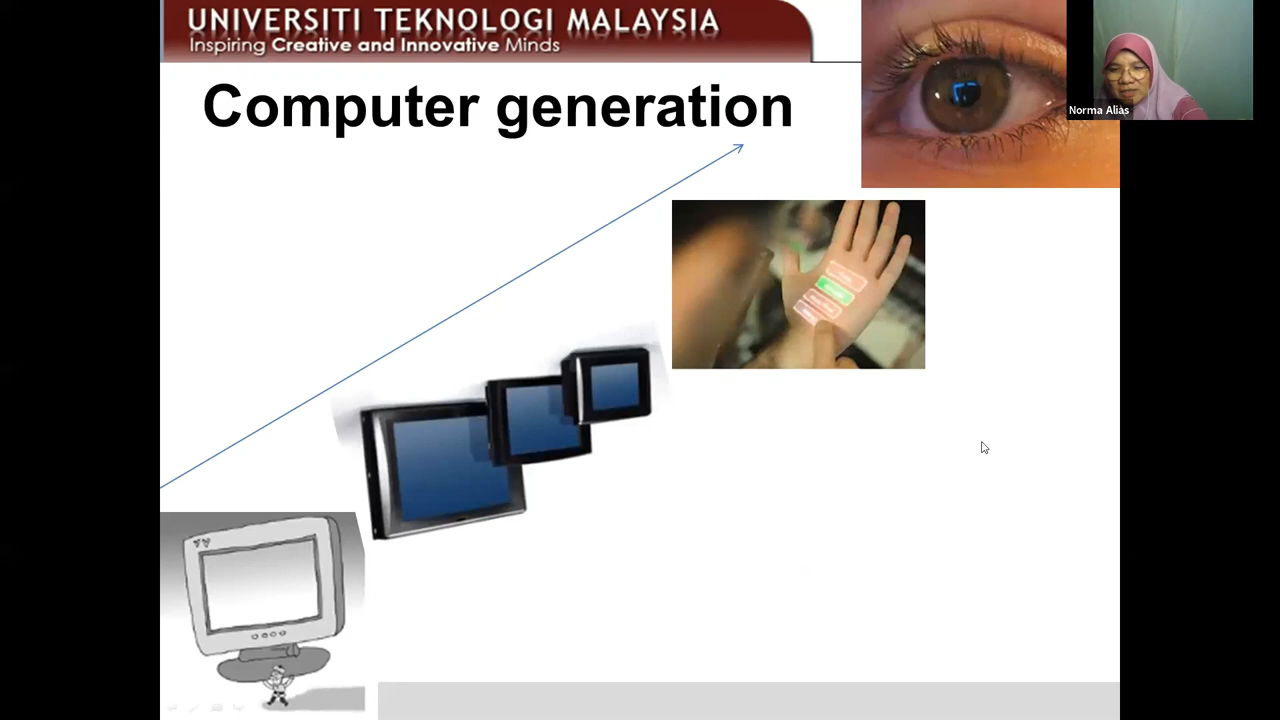 UNIVERSITI TEKNOLOGI MALAYSIA
Inspiring Creative and Innovative Minds
Computer generation
Norma Alias